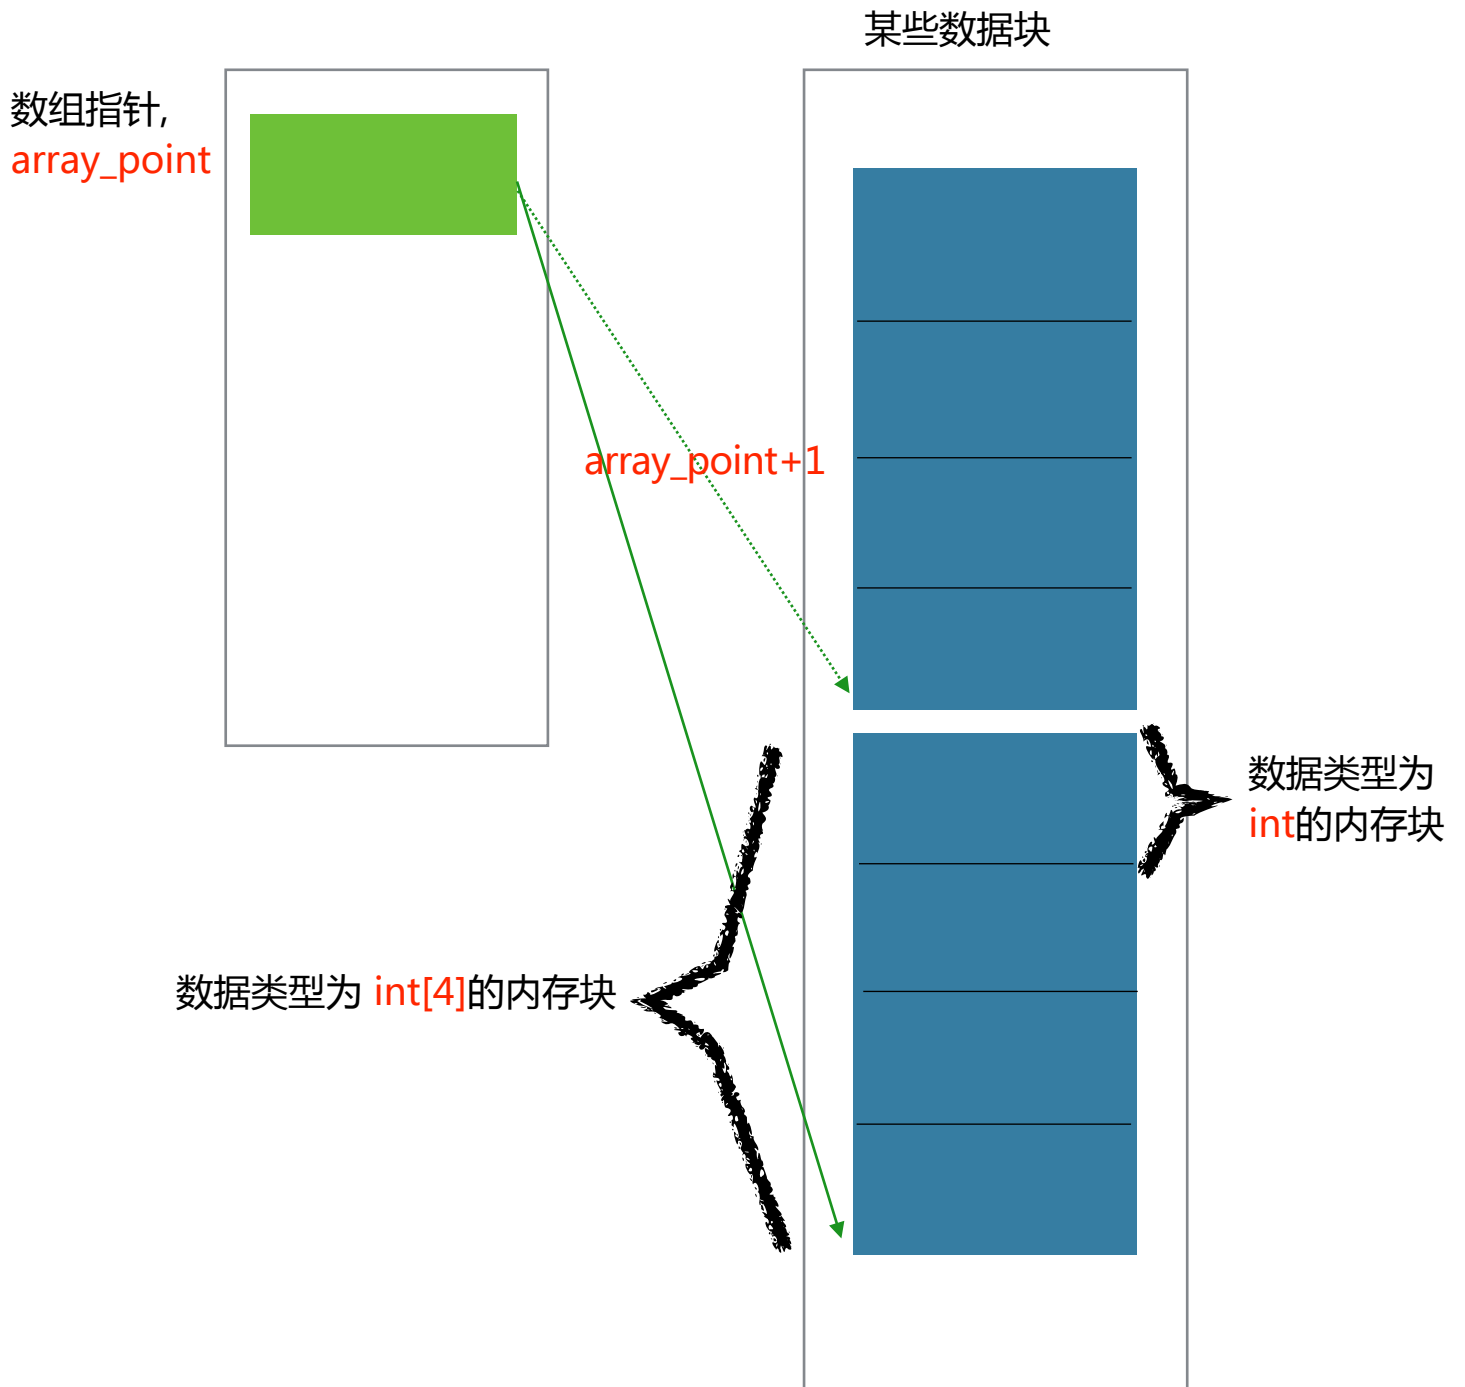 某些数据块
数组指针,
array_point
array_point+1
数据类型为
int的内存块
数据类型为 int[4]的内存块